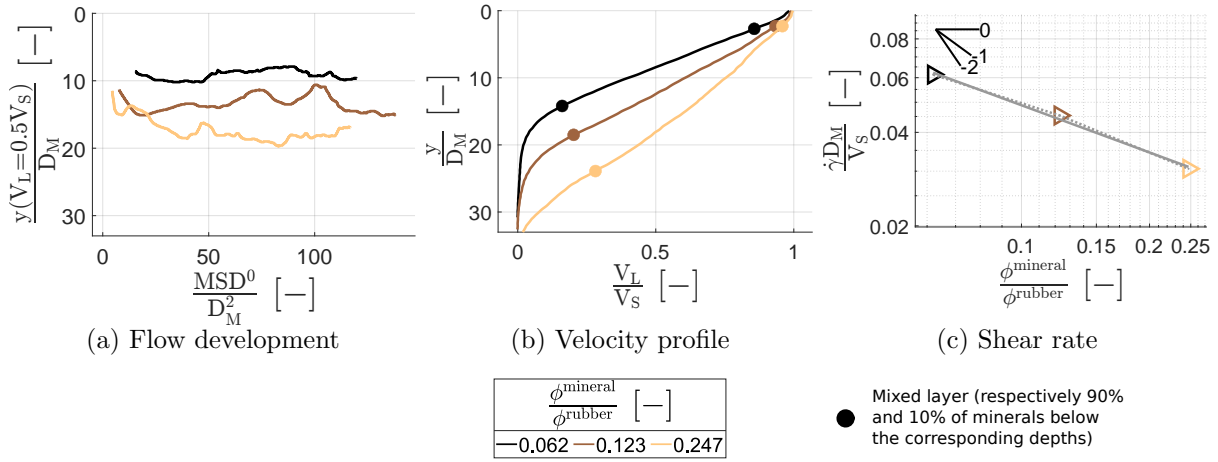 0
10
20
30
0
50
100
y(V_L=0.5V_S)
D_M
[−]
MSD^0
D_M^2
[−]
(a) Flow development
0
10
20
30
0
0.5
1
y
D_M
[−]
V_L
V_S
[−]
(b) Velocity profile
0.08
0.06
0.04
0.02
0.1
0.15
0.2
0.25
0
-1
-2
γ̇D_M
V_S
[−]
ϕ^mineral
ϕ^rubber
[−]
(c) Shear rate
ϕ^mineral
ϕ^rubber
[−]
0.062 0.123 0.247
Mixed layer (respectively 90%
and 10% of minerals below
the corresponding depths)